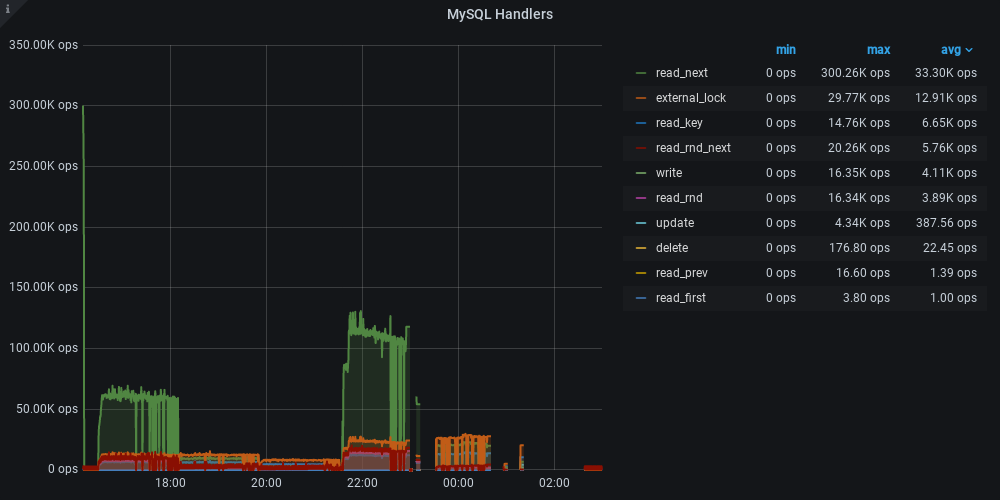 i
MySQL Handlers
350.00K ops
300.00K ops
250.00K ops
200.00K ops
150.00K ops
100.00K ops
50.00K ops
0 ops
18:00 20:00 22:00 00:00 02:00
min max avg
read_next 0 ops 300.26K ops 33.30K ops
external_lock 0 ops 29.77K ops 12.91K ops
read_key 0 ops 14.76K ops 6.65K ops
read_rnd_next 0 ops 20.26K ops 5.76K ops
write 0 ops 16.35K ops 4.11K ops
read_rnd 0 ops 16.34K ops 3.89K ops
update 0 ops 4.34K ops 387.56 ops
delete 0 ops 176.80 ops 22.45 ops
read_prev 0 ops 16.60 ops 1.39 ops
read_first 0 ops 3.80 ops 1.00 ops